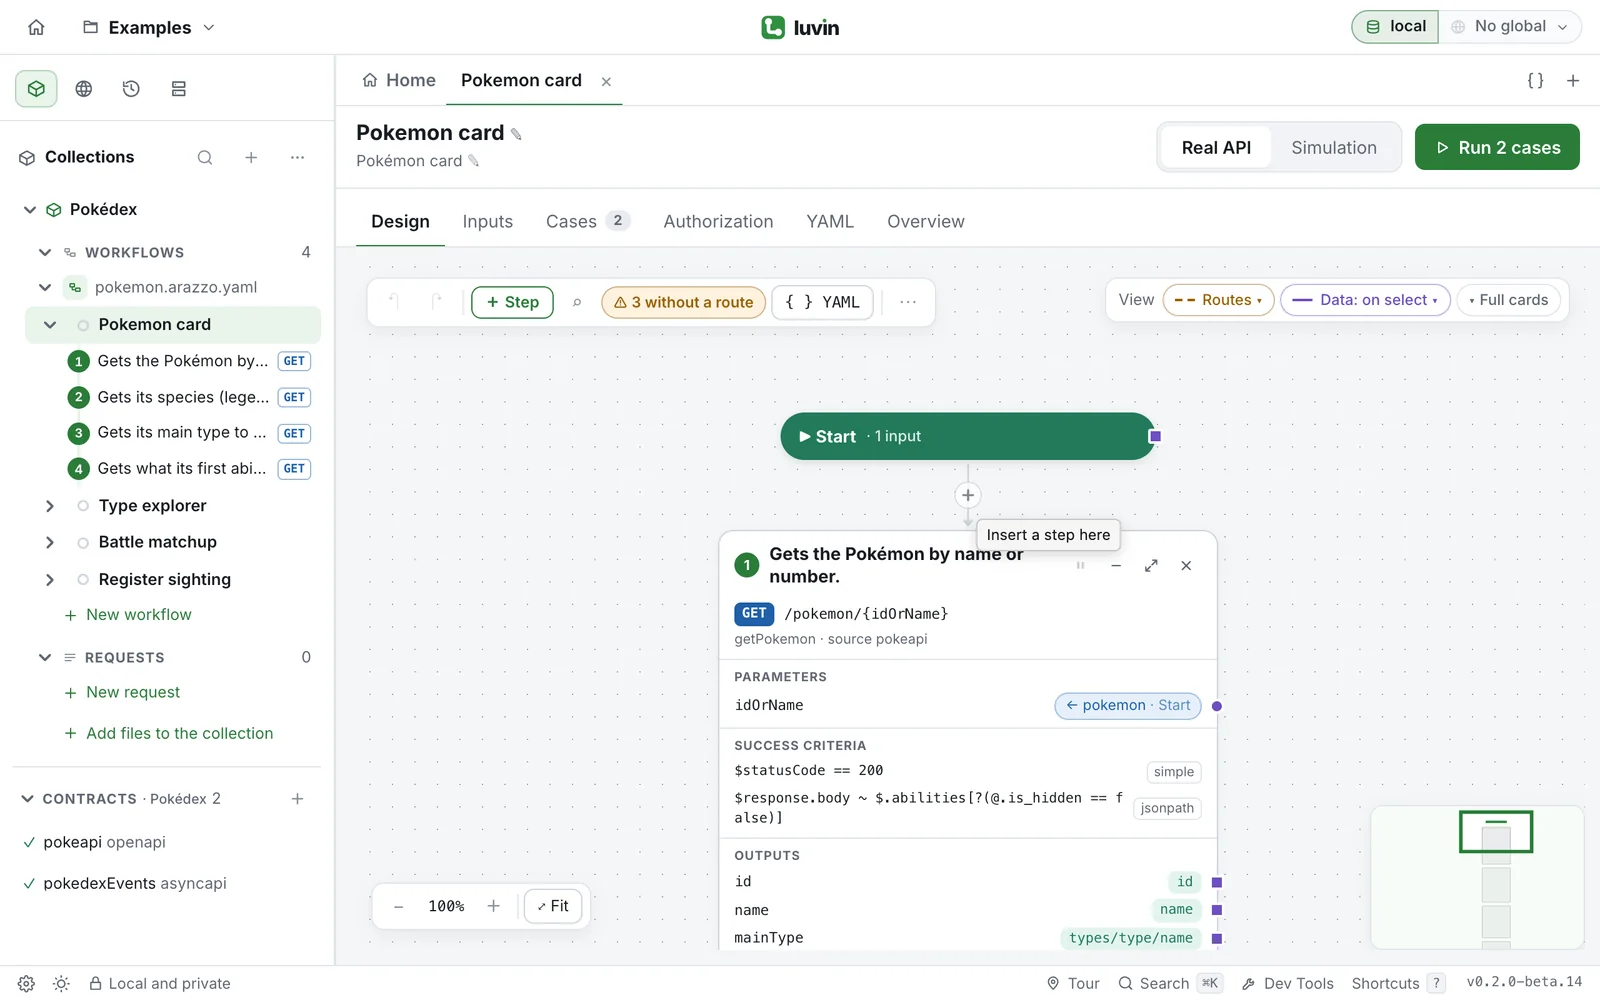 Examples
luvin
local
No global
Home
Pokemon card
{}
Collections
Pokemon card
Pokémon card
Real API
Simulation
Run 2 cases
Pokédex
Design
Inputs
Cases 2
Authorization
YAML
Overview
WORKFLOWS 4
pokemon.arazzo.yaml
Pokemon card
1 Gets the Pokémon by... GET
2 Gets its species (lege... GET
3 Gets its main type to ... GET
4 Gets what its first abi... GET
Type explorer
Battle matchup
Register sighting
+ New workflow
REQUESTS 0
+ New request
+ Add files to the collection
CONTRACTS · Pokédex 2
pokeapi openapi
pokedexEvents asyncapi
+ Step
3 without a route
{ } YAML
View
Routes
Data: on select
Full cards
Start · 1 input
Insert a step here
1 Gets the Pokémon by name or
number.
GET /pokemon/{idOrName}
getPokemon · source pokeapi
PARAMETERS
idOrName
← pokemon · Start
SUCCESS CRITERIA
$statusCode == 200
simple
$response.body ~ $.abilities[?(@.is_hidden == f
alse)]
jsonpath
OUTPUTS
id id
name name
mainType types/type/name
− 100% +
Fit
Local and private
Tour
Search ⌘K
Dev Tools
Shortcuts ?
v0.2.0-beta.14